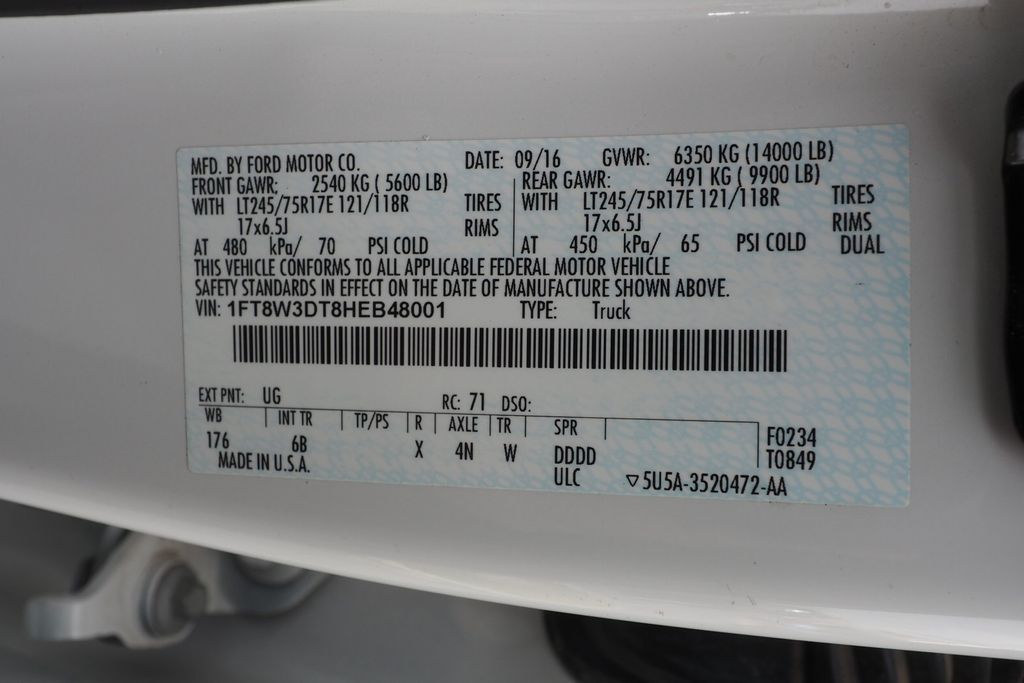 MFD. BY FORD MOTOR CO. DATE: 09/16 GVWR: 6350 KG (14000 LB)
FRONT GAWR: 2540 KG ( 5600 LB) REAR GAWR: 4491 KG ( 9900 LB)
WITH LT245/75R17E 121/118R TIRES WITH LT245/75R17E 121/118R TIRES
17x6.5J RIMS 17x6.5J RIMS
AT 480 kPa/ 70 PSI COLD AT 450 kPa/ 65 PSI COLD DUAL
THIS VEHICLE CONFORMS TO ALL APPLICABLE FEDERAL MOTOR VEHICLE
SAFETY STANDARDS IN EFFECT ON THE DATE OF MANUFACTURE SHOWN ABOVE.
VIN: 1FT8W3DT8HEB48001 TYPE: Truck
EXT PNT: UG RC: 71 DSO:
WB INT TR TP/PS R AXLE TR SPR
176 6B X 4N W DDDD F0234
MADE IN U.S.A. ULC T0849
▽5U5A-3520472-AA